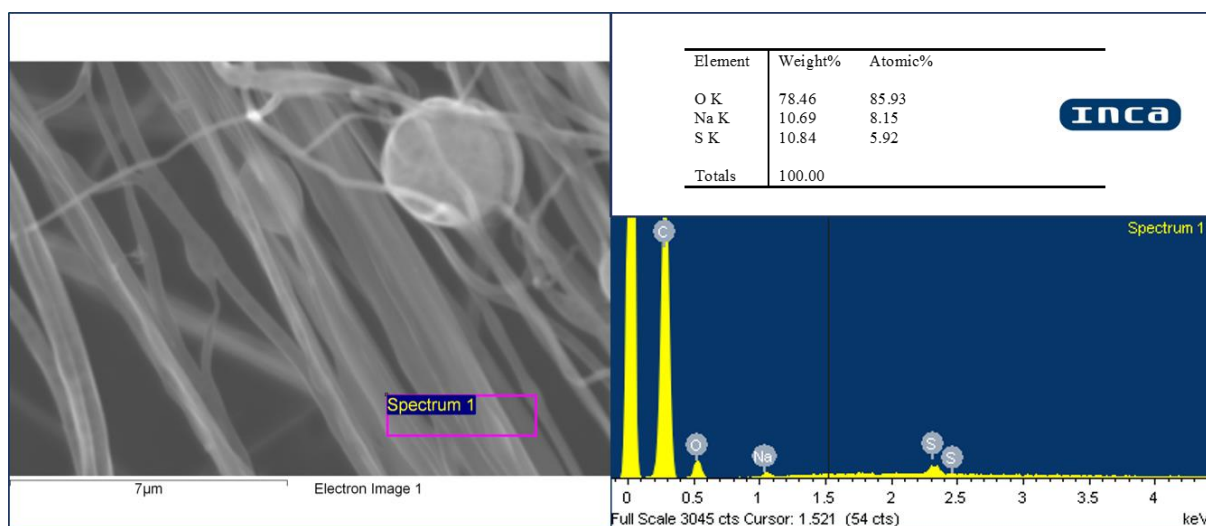 Spectrum 1
7µm
Electron Image 1
Element Weight% Atomic%
O K 78.46 85.93
Na K 10.69 8.15
S K 10.84 5.92
Totals 100.00
INCA
Spectrum 1
C
O
Na
S
S
0 0.5 1 1.5 2 2.5 3 3.5 4
Full Scale 3045 cts Cursor: 1.521 (54 cts) keV